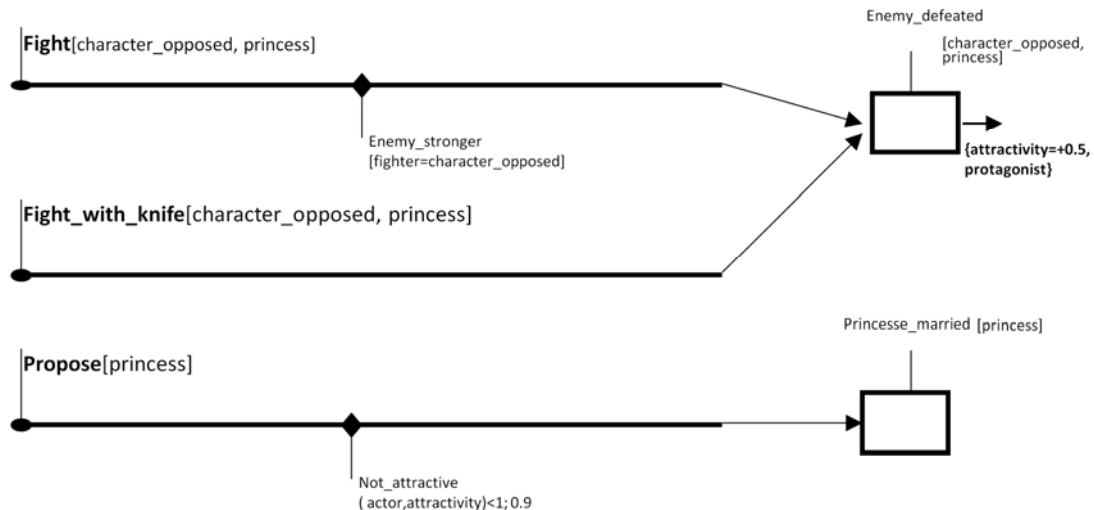 Enemy_defeated
[character_opposed,
princess]
Fight[character_opposed, princess]
Enemy_stronger
[fighter=character_opposed]
{attractivity=+0.5,
protagonist}
Fight_with_knife[character_opposed, princess]
Princesse_married [princess]
Propose[princess]
Not_attractive
( actor,attractivity)<1; 0.9